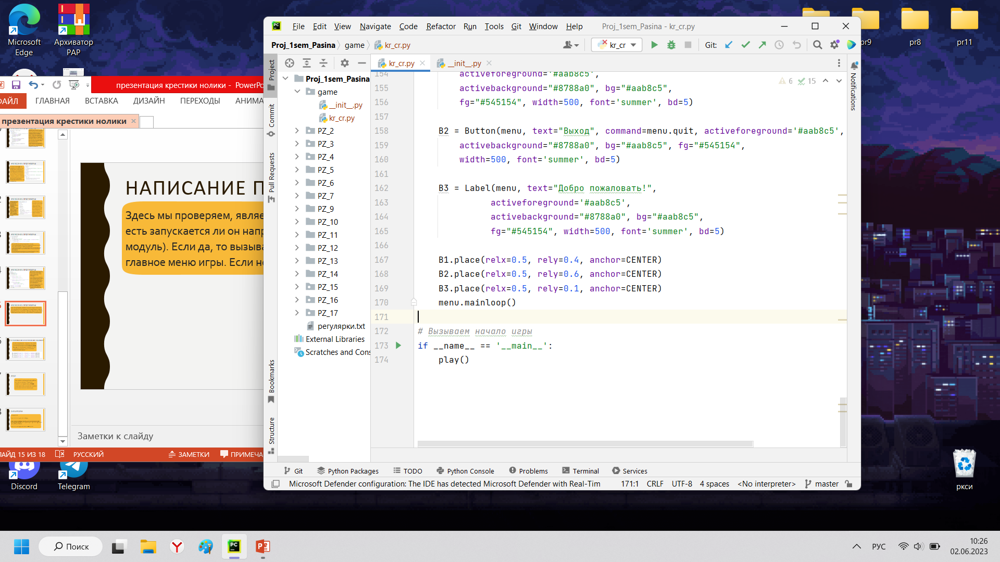 Microsoft
Edge
Архиватор
РАР
pr9
pr8
pr11
презентация крестики нолики - PowerPo
АЙЛ
ГЛАВНАЯ
ВСТАВКА
ДИЗАЙН
ПЕРЕХОДЫ
АНИМА
презентация крестики нолики
НАПИСАНИЕ П
Здесь мы проверяем, являе
есть запускается ли он напр
модуль). Если да, то вызыва
главное меню игры. Если не
Заметки к слайду
АЙД 15 ИЗ 18
РУССКИЙ
ЗАМЕТКИ
ПРИМЕЧА
Discord
Telegram
File Edit View Navigate Code Refactor Run Tools Git Window Help
Proj_1sem_Pasina - kr_cr.py
Proj_1sem_Pasina
game
kr_cr.py
kr_cr
Git:
Project
Commit
Pull Requests
Bookmarks
Structure
Notifications
Proj_1sem_Pasina
game
__init__.py
kr_cr.py
PZ_2
PZ_3
PZ_4
PZ_5
PZ_6
PZ_7
PZ_9
PZ_10
PZ_11
PZ_12
PZ_13
PZ_14
PZ_15
PZ_16
PZ_17
регулярки.txt
External Libraries
Scratches and Cons
kr_cr.py
__init__.py
6
15
154 activeforeground='#aab8c5',
155 activebackground="#8788a0", bg="#aab8c5",
156 fg="#545154", width=500, font='summer', bd=5)
157
158 B2 = Button(menu, text="Выход", command=menu.quit, activeforeground='#aab8c5',
159 activebackground="#8788a0", bg="#aab8c5", fg="#545154",
160 width=500, font='summer', bd=5)
161
162 B3 = Label(menu, text="Добро пожаловать!",
163 activeforeground='#aab8c5',
164 activebackground="#8788a0", bg="#aab8c5",
165 fg="#545154", width=500, font='summer', bd=5)
166
167 B1.place(relx=0.5, rely=0.4, anchor=CENTER)
168 B2.place(relx=0.5, rely=0.6, anchor=CENTER)
169 B3.place(relx=0.5, rely=0.1, anchor=CENTER)
170 menu.mainloop()
171
172 # Вызываем начало игры
173 if __name__ == '__main__':
174 play()
Git
Python Packages
TODO
Python Console
Problems
Terminal
Services
Microsoft Defender configuration: The IDE has detected Microsoft Defender with Real-Tim
171:1 CRLF UTF-8 4 spaces <No interpreter> master
ркси
Поиск
РУС
10:26
02.06.2023